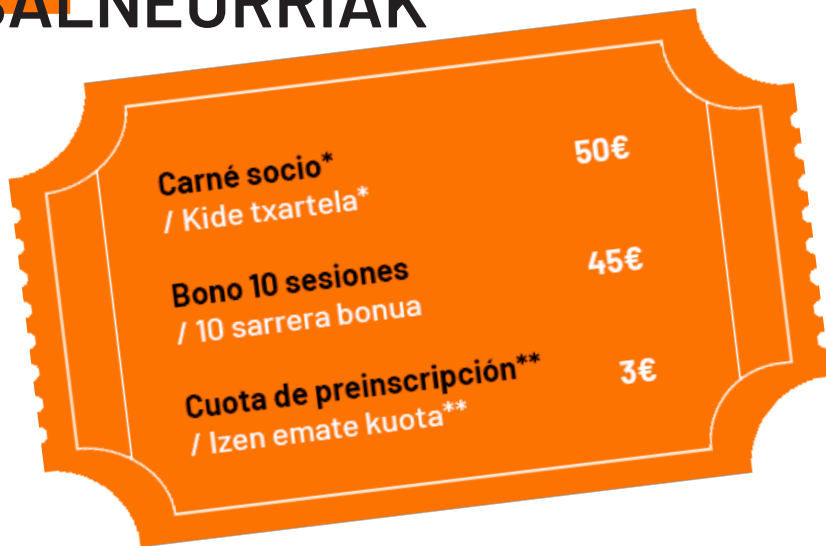 SALNEURRIAK
Carné socio* 50€
/ Kide txartela*
Bono 10 sesiones 45€
/ 10 sarrera bonua
Cuota de preinscripción** 3€
/ Izen emate kuota**